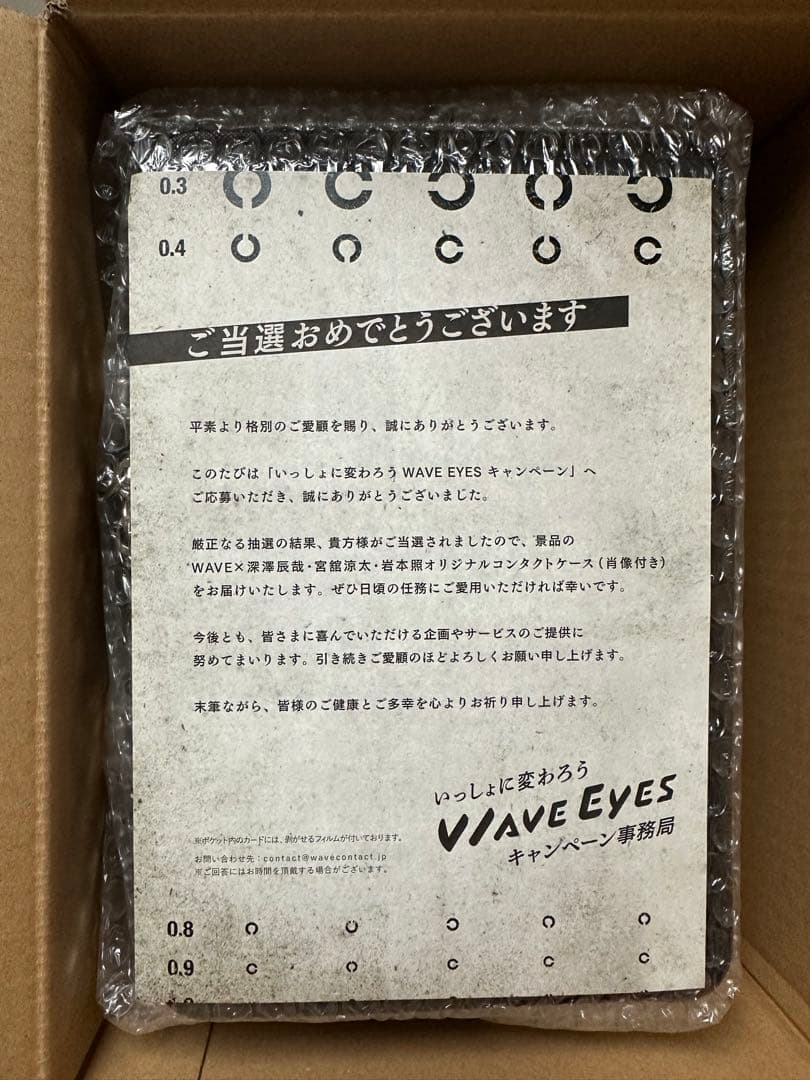 0.3
0.4
ご当選おめでとうございます
平素より格別のご愛顧を賜り、誠にありがとうございます。
このたびは「いっしょに変わろう WAVE EYES キャンペーン」へ
ご応募いただき、誠にありがとうございました。
厳正なる抽選の結果、貴方様がご当選されましたので、景品の
WAVE×深澤辰哉・宮舘涼太・岩本照オリジナルコンタクトケース（肖像付き）
をお届けいたします。ぜひ日頃の任務にご愛用いただければ幸いです。
今後とも、皆さまに喜んでいただける企画やサービスのご提供に
努めてまいります。引き続きご愛顧のほどよろしくお願い申し上げます。
末筆ながら、皆様のご健康とご多幸を心よりお祈り申し上げます。
いっしょに変わろう
WAVE EYES
キャンペーン事務局
※ポケット内のカードには、剥がせるフィルムが付いております。
お問い合わせ先：contact@wavecontact.jp
※ご回答にはお時間を頂戴する場合がございます。
0.8
0.9